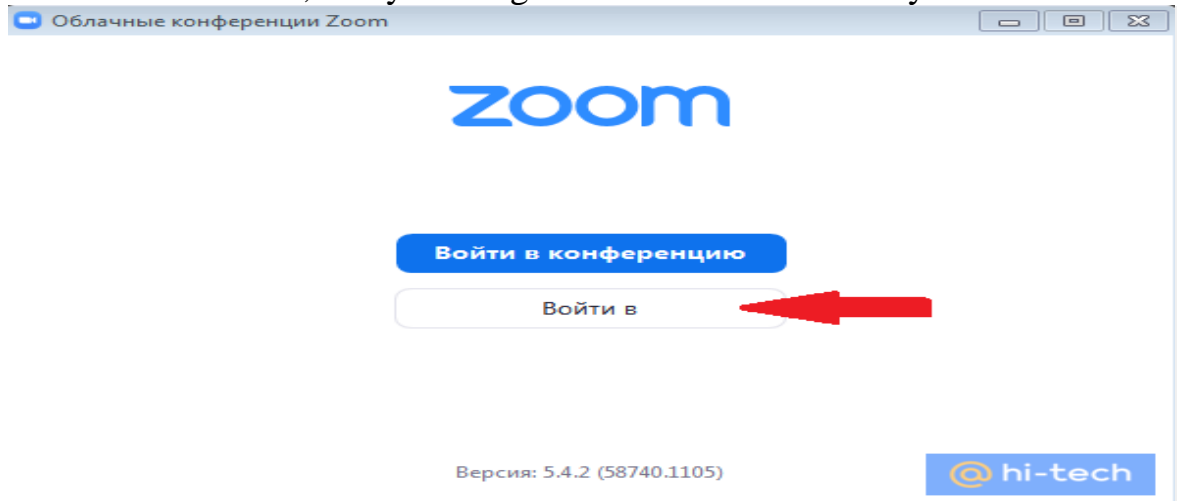 Облачные конференции Zoom
zoom
Войти в конференцию
Войти в
Версия: 5.4.2 (58740.1105)
@ hi-tech